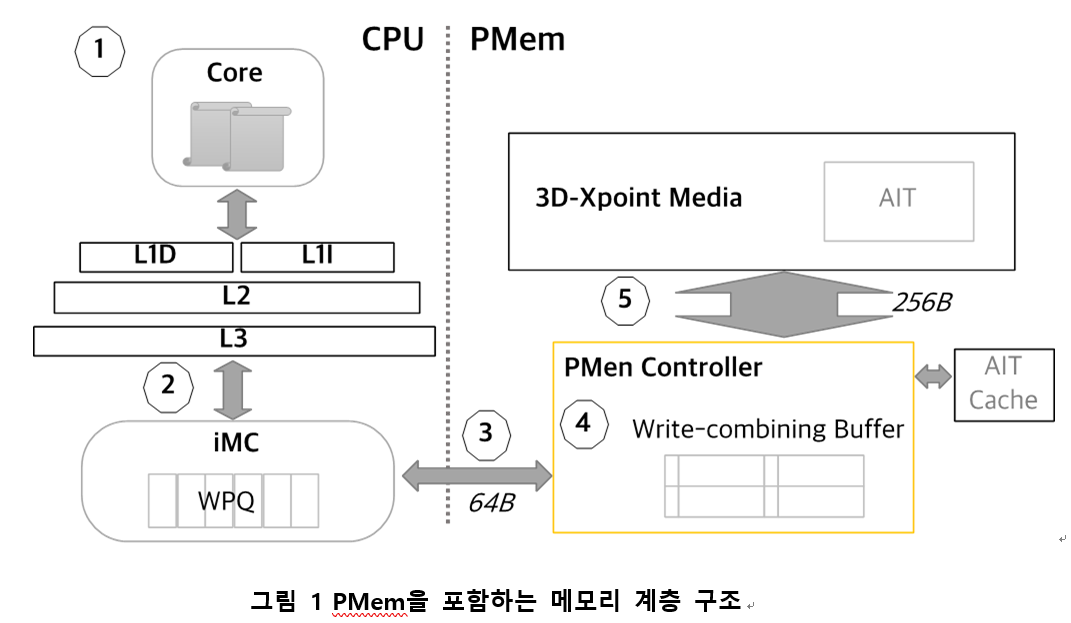 CPU
PMem
1
Core
L1D
L1I
L2
L3
2
iMC
WPQ
3
64B
3D-Xpoint Media
AIT
5
256B
PMen Controller
4
Write-combining Buffer
AIT
Cache
그림 1 PMem을 포함하는 메모리 계층 구조